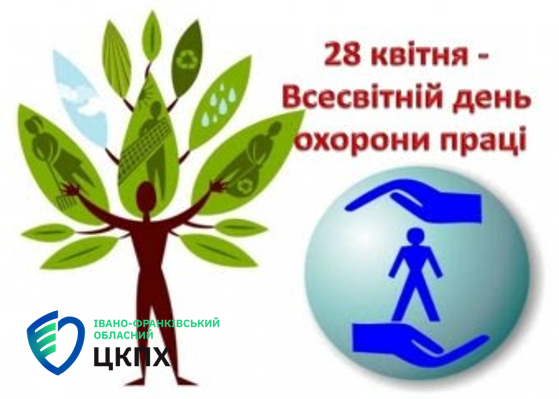 28 квітня -
Всесвітній день
охорони праці
ІВАНО-ФРАНКІВСЬКИЙ
ОБЛАСНИЙ
ЦКПХ